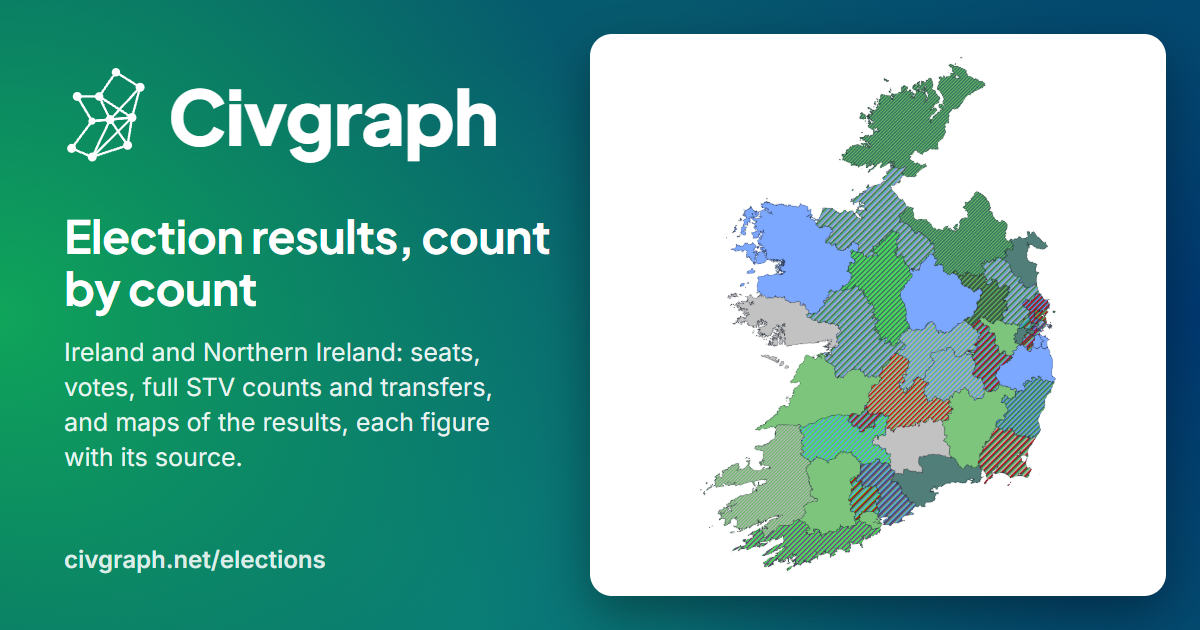 Civgraph
Election results, count
by count
Ireland and Northern Ireland: seats,
votes, full STV counts and transfers,
and maps of the results, each figure
with its source.
civgraph.net/elections